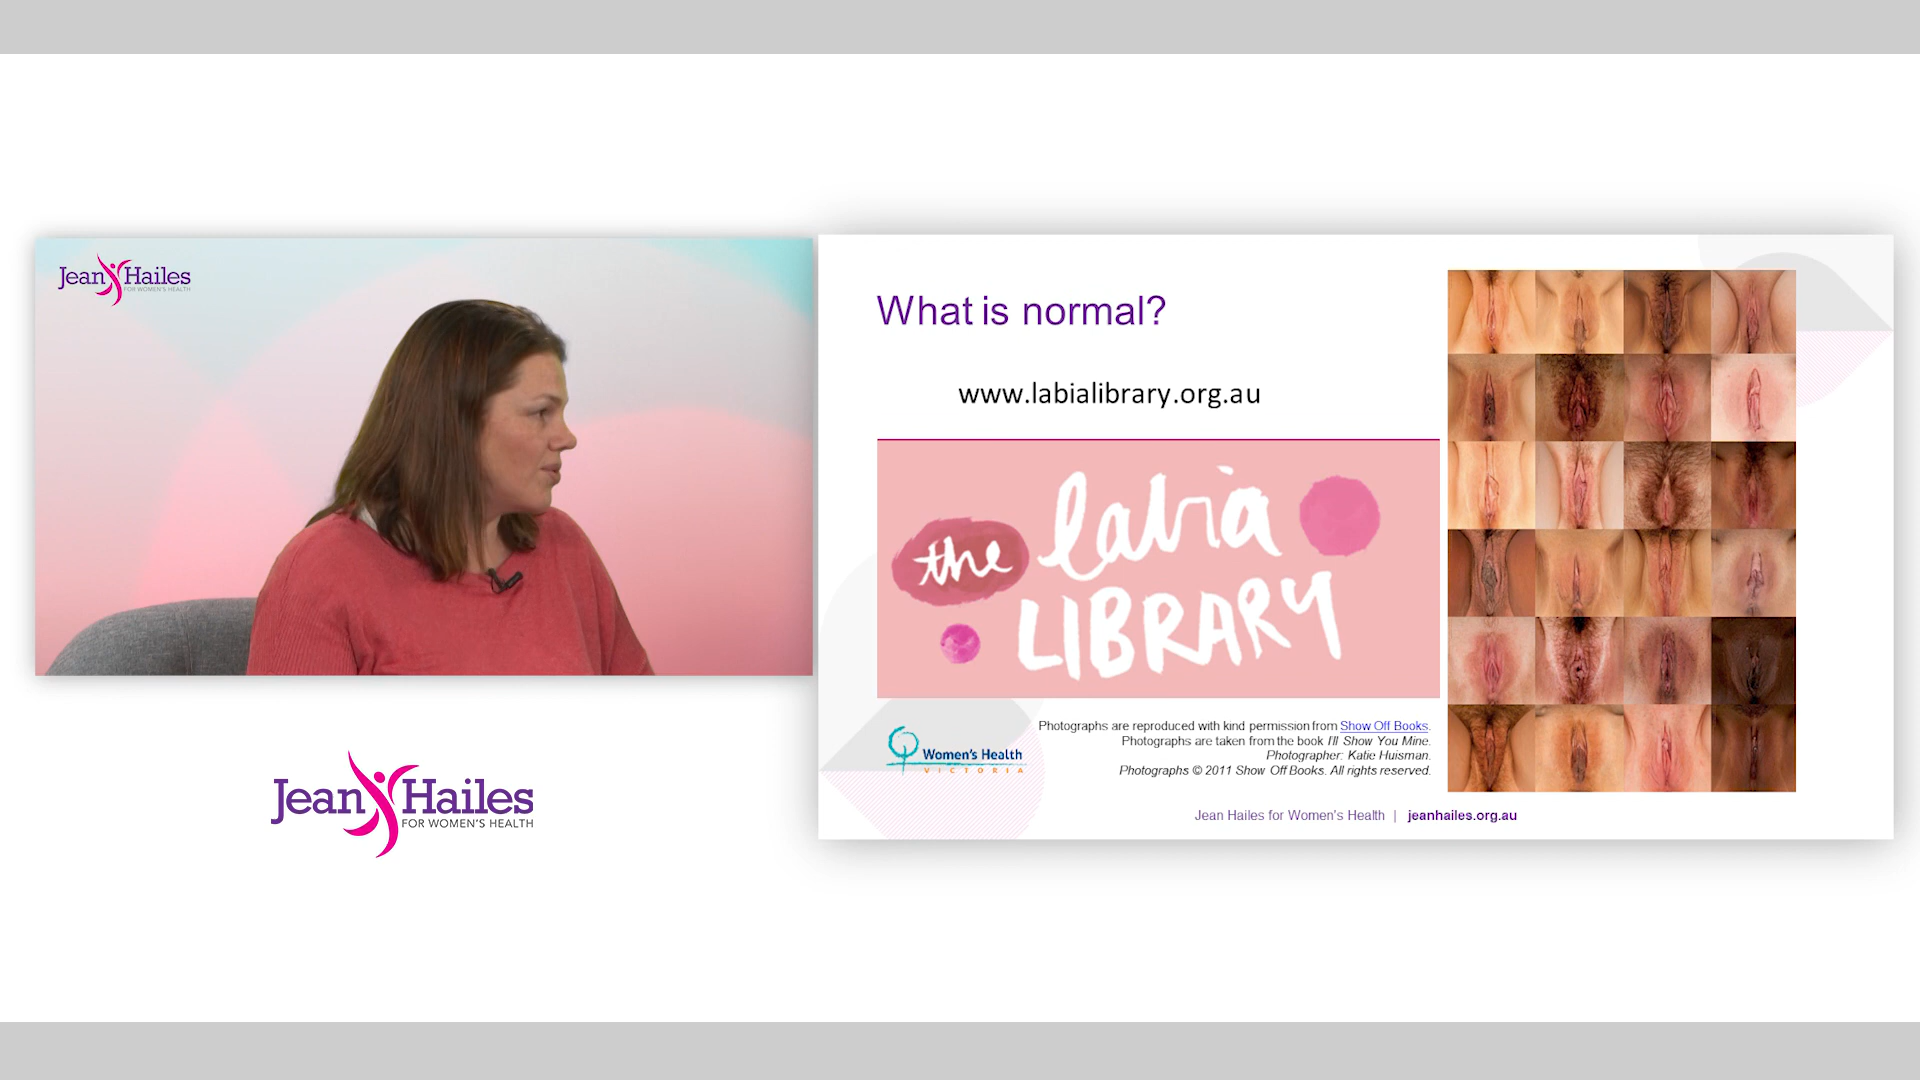 Jean Hailes
FOR WOMEN'S HEALTH
Jean Hailes
FOR WOMEN'S HEALTH
What is normal?
www.labialibrary.org.au
the labia
LIBRARY
Women's Health
VICTORIA
Photographs are reproduced with kind permission from Show Off Books.
Photographs are taken from the book I'll Show You Mine.
Photographer: Katie Huisman.
Photographs © 2011 Show Off Books. All rights reserved.
Jean Hailes for Women's Health | jeanhailes.org.au